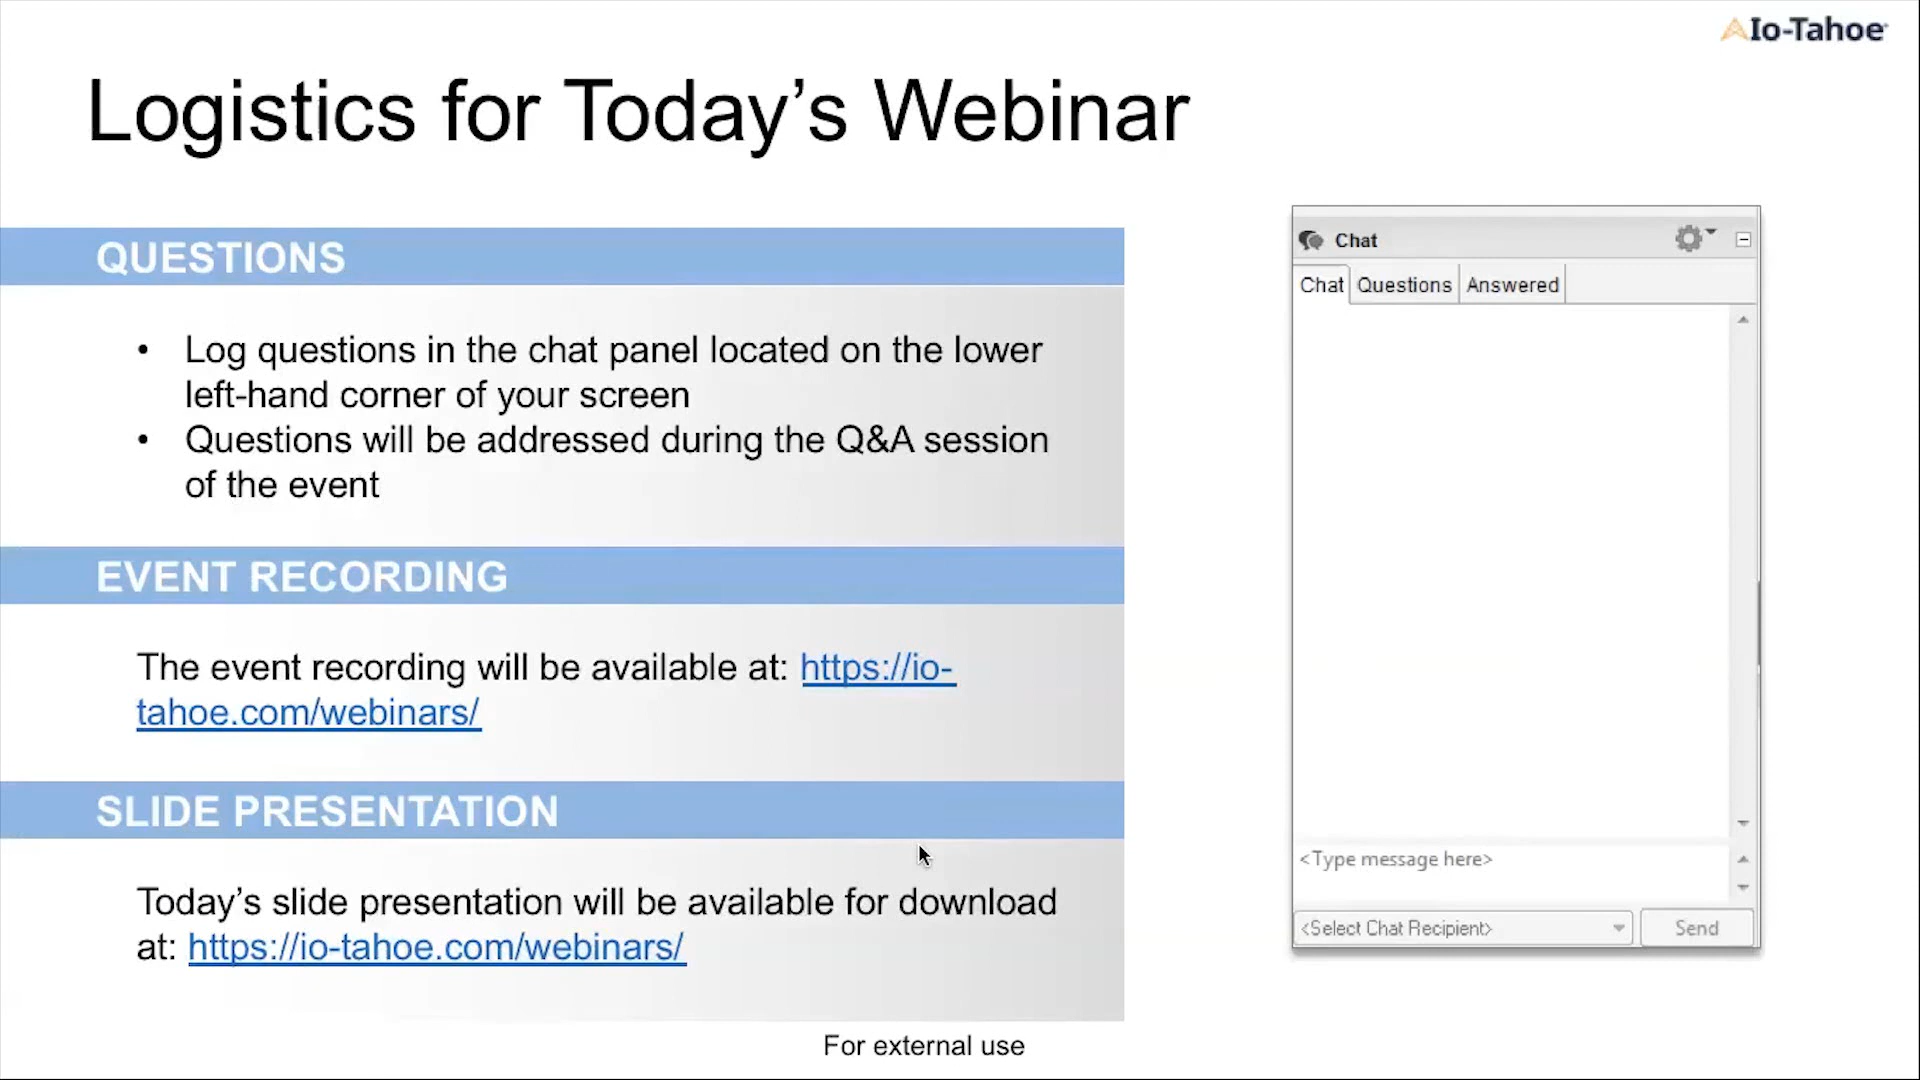 Io-Tahoe
Logistics for Today’s Webinar
QUESTIONS
• Log questions in the chat panel located on the lower
left-hand corner of your screen
• Questions will be addressed during the Q&A session
of the event
EVENT RECORDING
The event recording will be available at: https://io-
tahoe.com/webinars/
SLIDE PRESENTATION
Today’s slide presentation will be available for download
at: https://io-tahoe.com/webinars/
For external use
Chat
Chat Questions Answered
<Type message here>
<Select Chat Recipient> Send